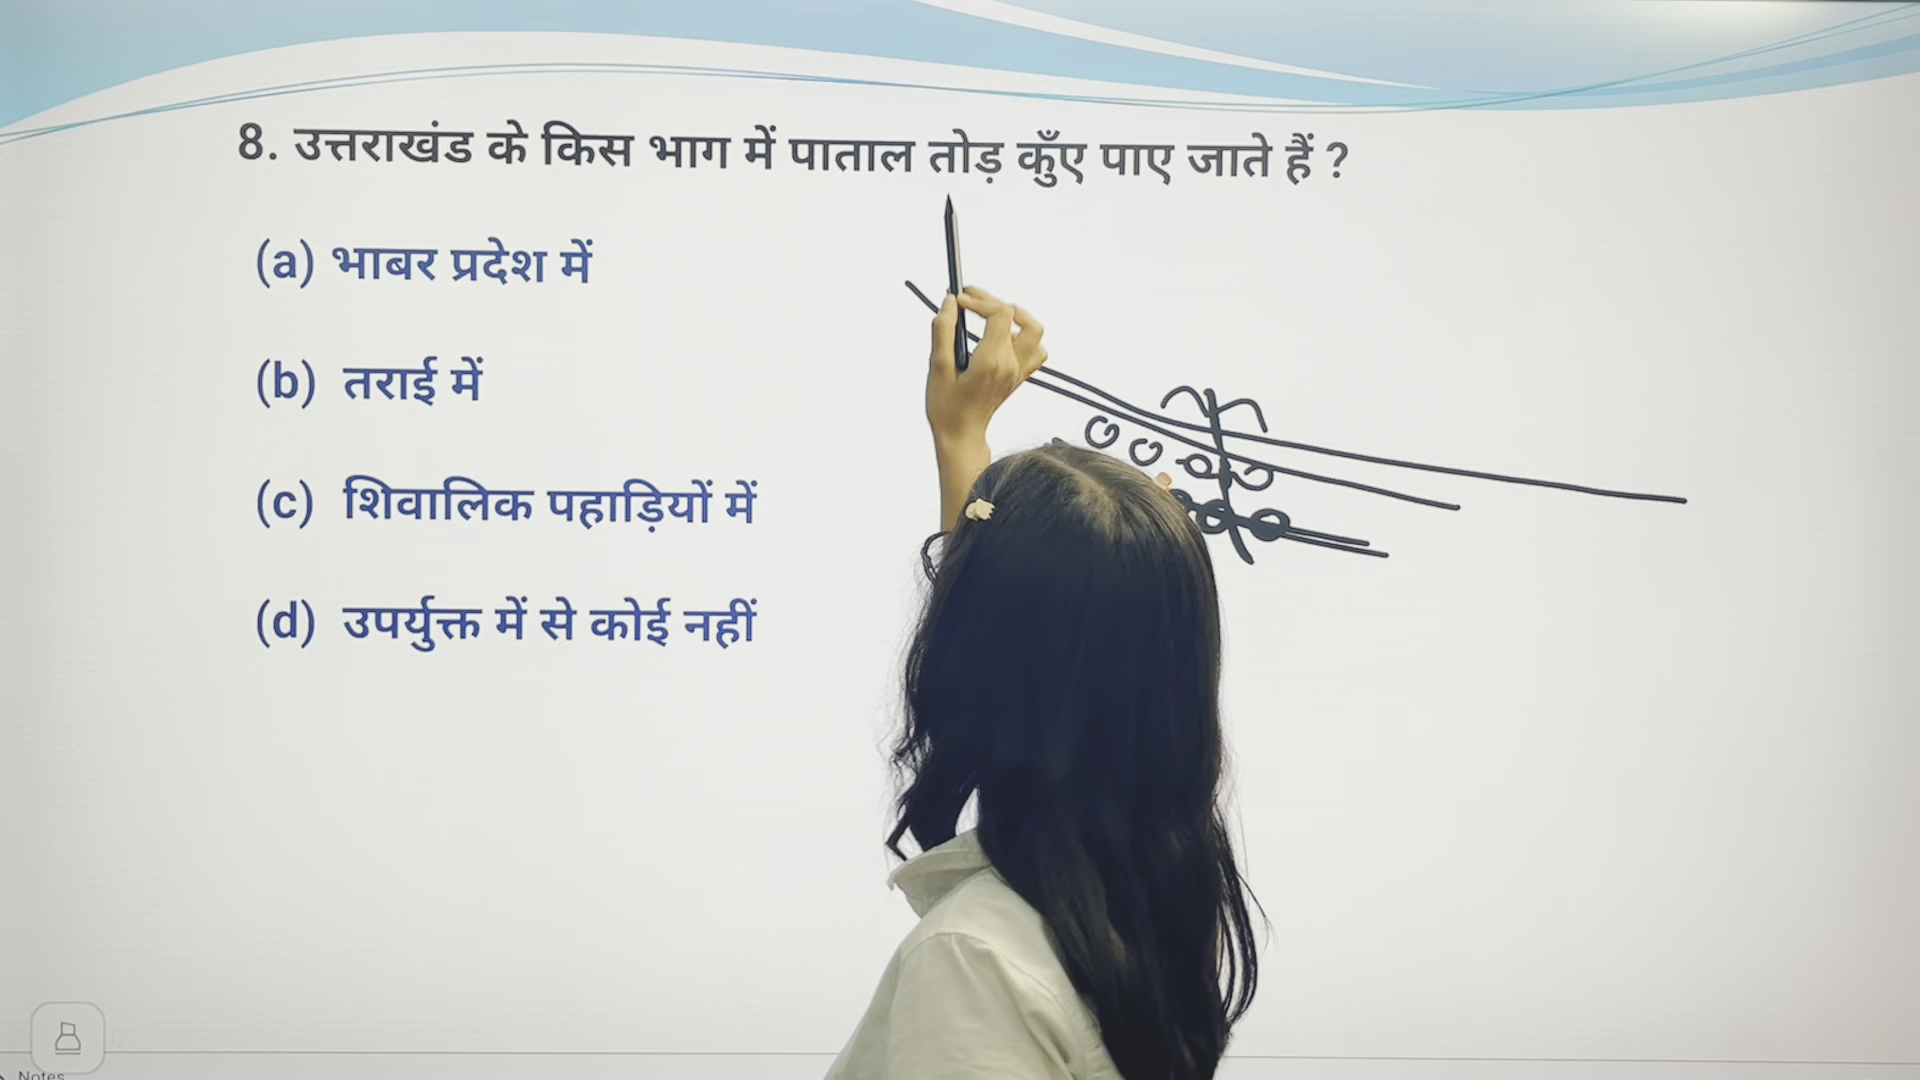 8. उत्तराखंड के किस भाग में पाताल तोड़ कुँए पाए जाते हैं ?
(a) भाबर प्रदेश में
(b) तराई में
(c) शिवालिक पहाड़ियों में
(d) उपर्युक्त में से कोई नहीं
Notes